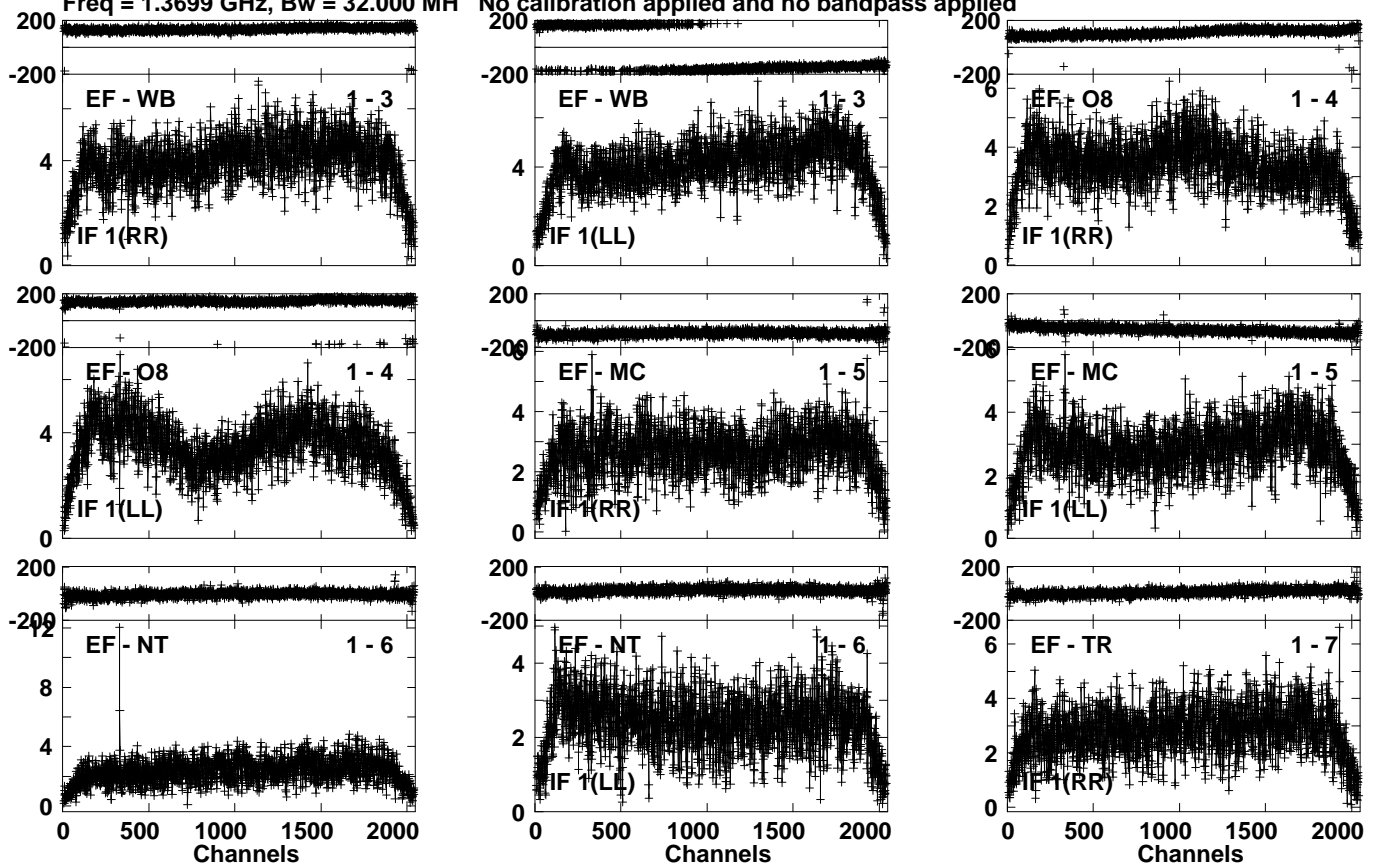 Freq = 1.3699 GHz, Bw = 32.000 MH   No calibration applied and no bandpass applied
200 200 200
-200 -200 -200
EF - WB 1 - 3 EF - WB 1 - 3 6 EF - O8 1 - 4
4 4 4
2
IF 1(RR) IF 1(LL) IF 1(RR)
0 0 0
200 200 200
-200 -200 -200
6 6
EF - O8 1 - 4 EF - MC 1 - 5 EF - MC 1 - 5
4 4 4
2 2
IF 1(LL) IF 1(RR) IF 1(LL)
0 0 0
200 200 200
-200 -200 -200
12
EF - NT 1 - 6 EF - NT 1 - 6 6 EF - TR 1 - 7
8 4 4
4 2 2
IF 1(LL) IF 1(RR)
0 0 0
0 500 1000 1500 2000 0 500 1000 1500 2000 0 500 1000 1500 2000
Channels Channels Channels